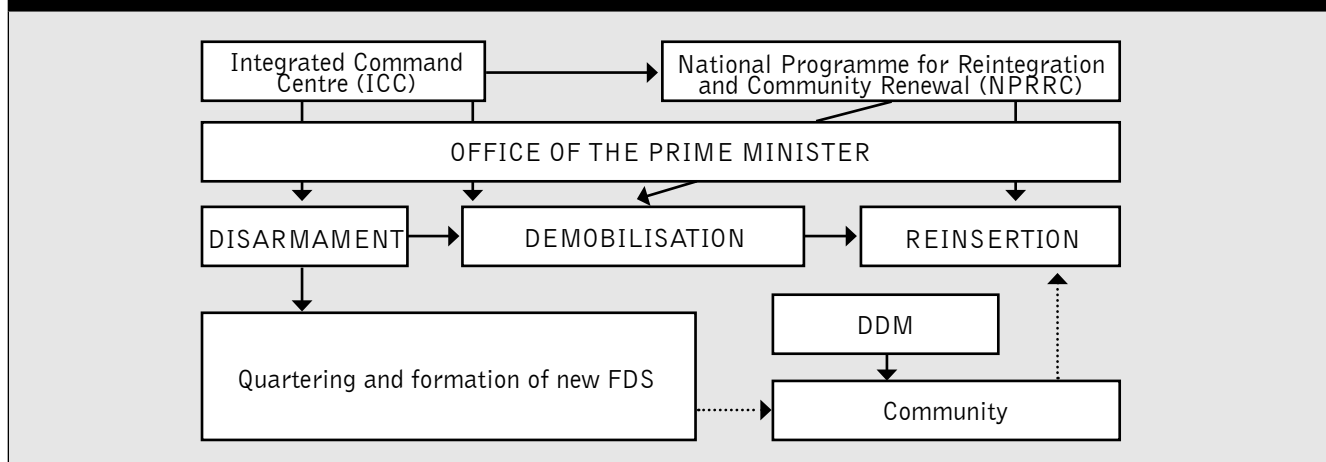 Integrated Command
Centre (ICC)
National Programme for Reintegration
and Community Renewal (NPRRC)
OFFICE OF THE PRIME MINISTER
DISARMAMENT
DEMOBILISATION
REINSERTION
DDM
Quartering and formation of new FDS
Community